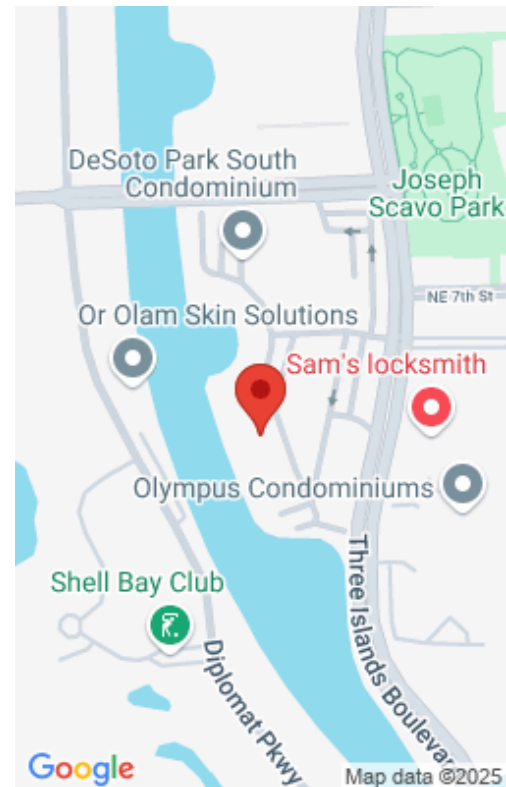 DeSoto Park South
Condominium
Joseph
Scavo Park
NE 7th St
Or Olam Skin Solutions
Sam's locksmith
Olympus Condominiums
Shell Bay Club
Three Islands Boulevar
Diplomat Pkwy
Google
Map data ©2025